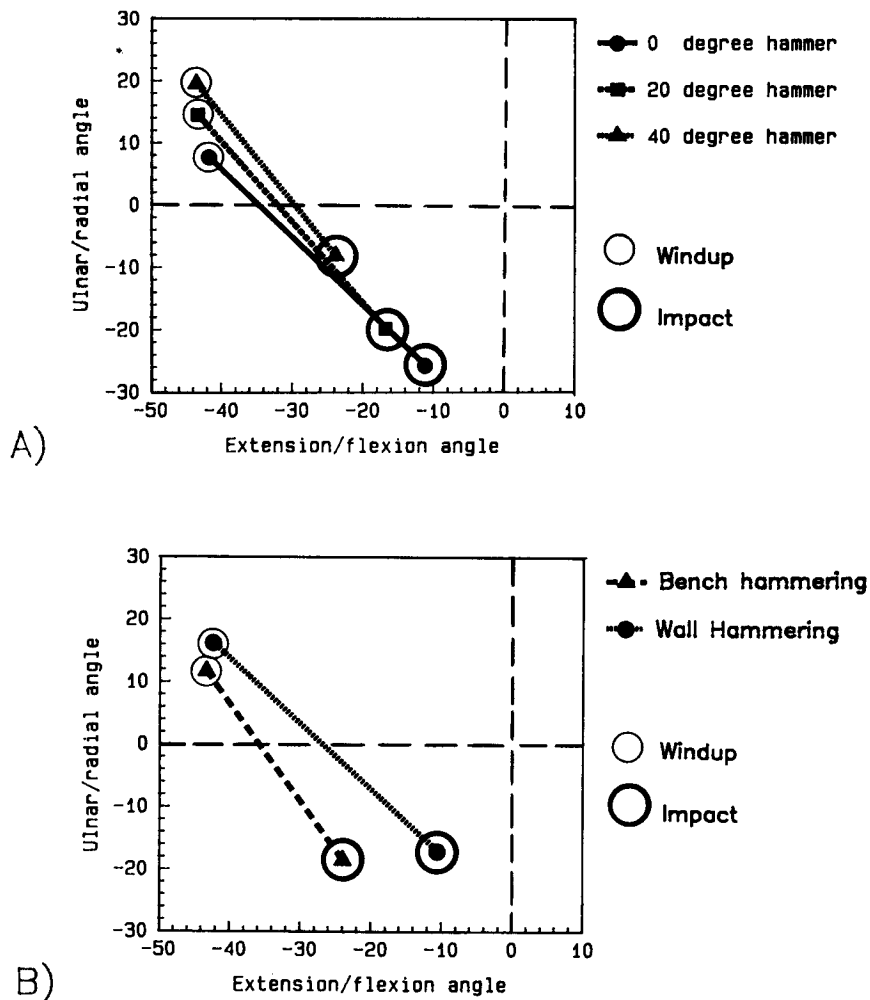 30
20
10
0
-10
-20
-30
Ulnar/radial angle
-50 -40 -30 -20 -10 0 10
Extension/flexion angle
0 degree hammer
20 degree hammer
40 degree hammer
Windup
Impact
A)
30
20
10
0
-10
-20
-30
Ulnar/radial angle
-50 -40 -30 -20 -10 0 10
Extension/flexion angle
Bench hammering
Wall Hammering
Windup
Impact
B)